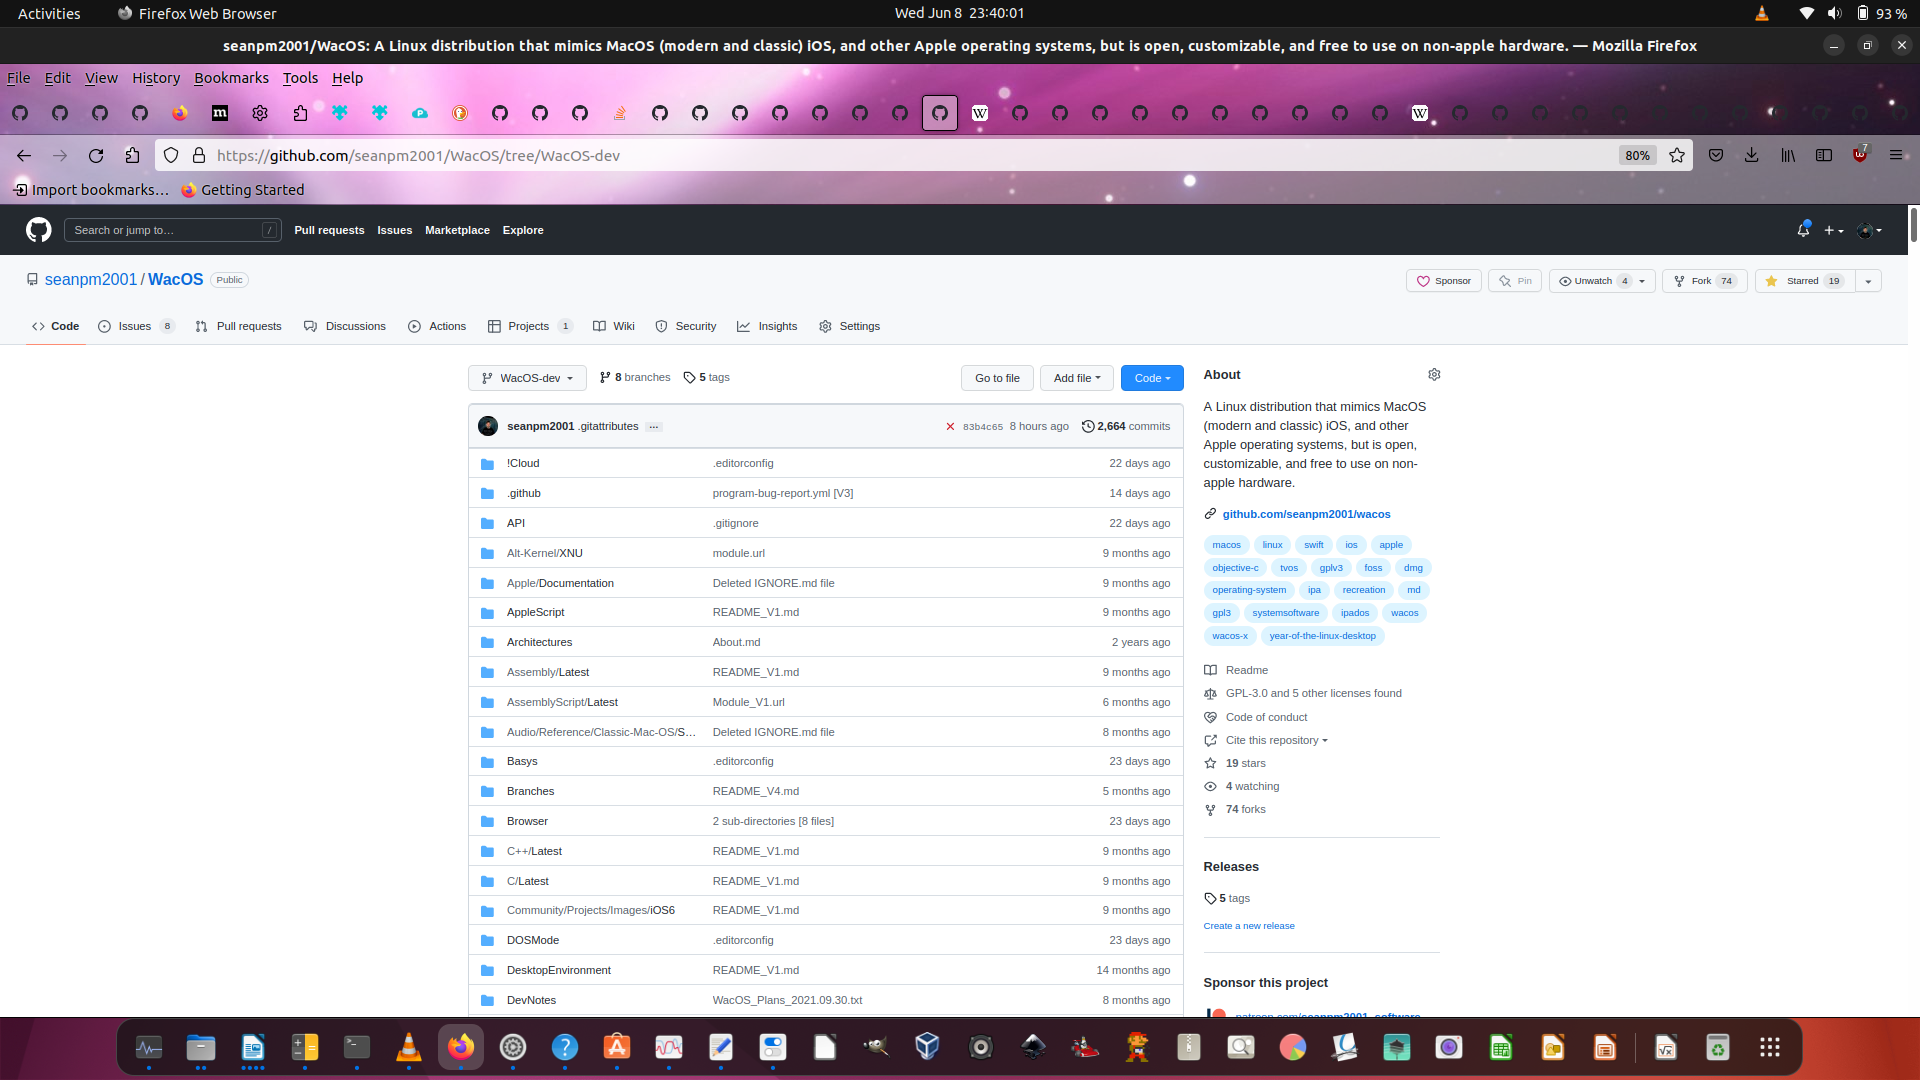 Activities Firefox Web Browser Wed Jun 8 23:40:01 93 %
seanpm2001/WacOS: A Linux distribution that mimics MacOS (modern and classic) iOS, and other Apple operating systems, but is open, customizable, and free to use on non-apple hardware. — Mozilla Firefox
File Edit View History Bookmarks Tools Help
https://github.com/seanpm2001/WacOS/tree/WacOS-dev 80% 7
Import bookmarks… Getting Started
Search or jump to… / Pull requests Issues Marketplace Explore
seanpm2001 / WacOS Public Sponsor Pin Unwatch 4 Fork 74 Starred 19
Code Issues 8 Pull requests Discussions Actions Projects 1 Wiki Security Insights Settings
WacOS-dev 8 branches 5 tags Go to file Add file Code
seanpm2001 .gitattributes ... 83b4c65 8 hours ago 2,664 commits
!Cloud .editorconfig 22 days ago
.github program-bug-report.yml [V3] 14 days ago
API .gitignore 22 days ago
Alt-Kernel/XNU module.url 9 months ago
Apple/Documentation Deleted IGNORE.md file 9 months ago
AppleScript README_V1.md 9 months ago
Architectures About.md 2 years ago
Assembly/Latest README_V1.md 9 months ago
AssemblyScript/Latest Module_V1.url 6 months ago
Audio/Reference/Classic-Mac-OS/S… Deleted IGNORE.md file 8 months ago
Basys .editorconfig 23 days ago
Branches README_V4.md 5 months ago
Browser 2 sub-directories [8 files] 23 days ago
C++/Latest README_V1.md 9 months ago
C/Latest README_V1.md 9 months ago
Community/Projects/Images/iOS6 README_V1.md 9 months ago
DOSMode .editorconfig 23 days ago
DesktopEnvironment README_V1.md 14 months ago
DevNotes WacOS_Plans_2021.09.30.txt 8 months ago
About
A Linux distribution that mimics MacOS
(modern and classic) iOS, and other
Apple operating systems, but is open,
customizable, and free to use on non-
apple hardware.
github.com/seanpm2001/wacos
macos linux swift ios apple
objective-c tvos gplv3 foss dmg
operating-system ipa recreation md
gpl3 systemsoftware ipados wacos
wacos-x year-of-the-linux-desktop
Readme
GPL-3.0 and 5 other licenses found
Code of conduct
Cite this repository
19 stars
4 watching
74 forks
Releases
5 tags
Create a new release
Sponsor this project
patreon.com/seanpm2001_software